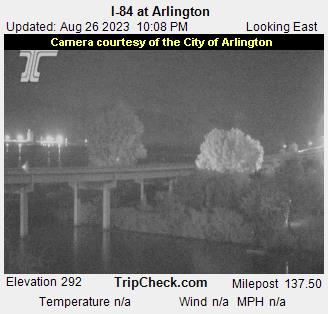 I-84 at Arlington
Updated: Aug 26 2023 10:08 PM Looking East
Camera courtesy of the City of Arlington
Elevation 292 TripCheck.com Milepost 137.50
Temperature n/a Wind n/a MPH n/a